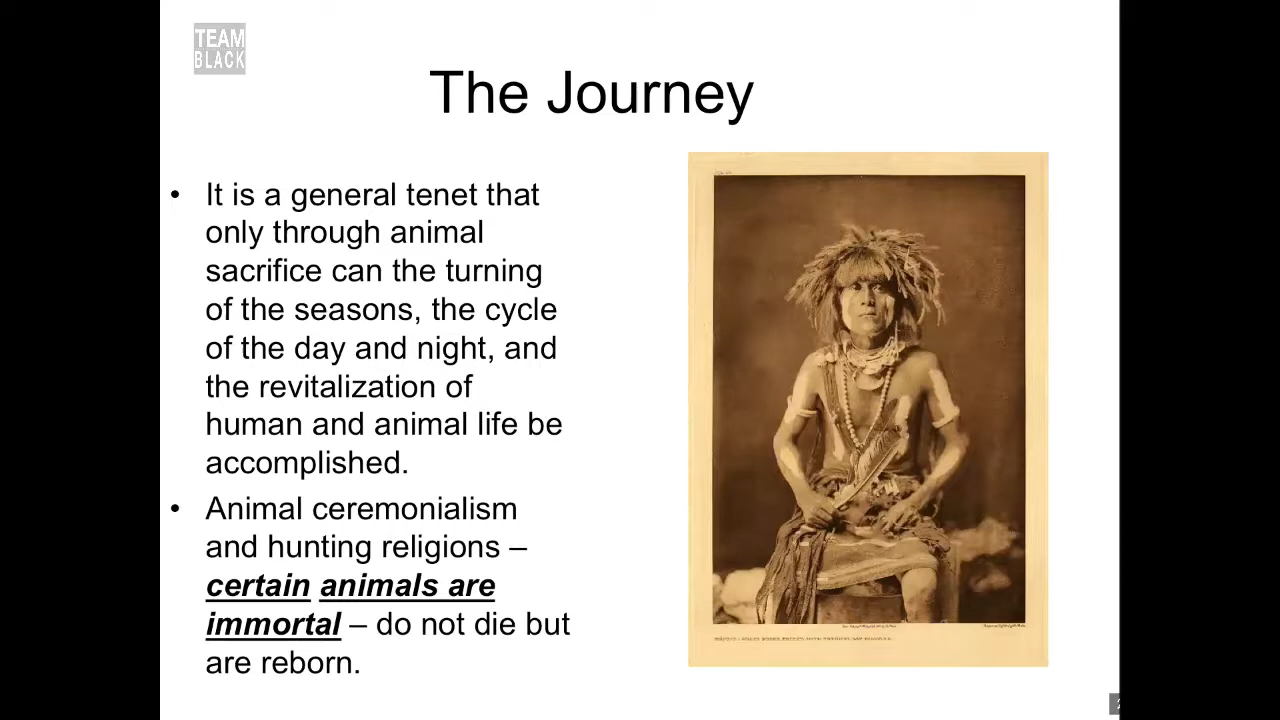 TEAM
BLACK
The Journey
• It is a general tenet that
only through animal
sacrifice can the turning
of the seasons, the cycle
of the day and night, and
the revitalization of
human and animal life be
accomplished.
• Animal ceremonialism
and hunting religions –
certain animals are
immortal – do not die but
are reborn.